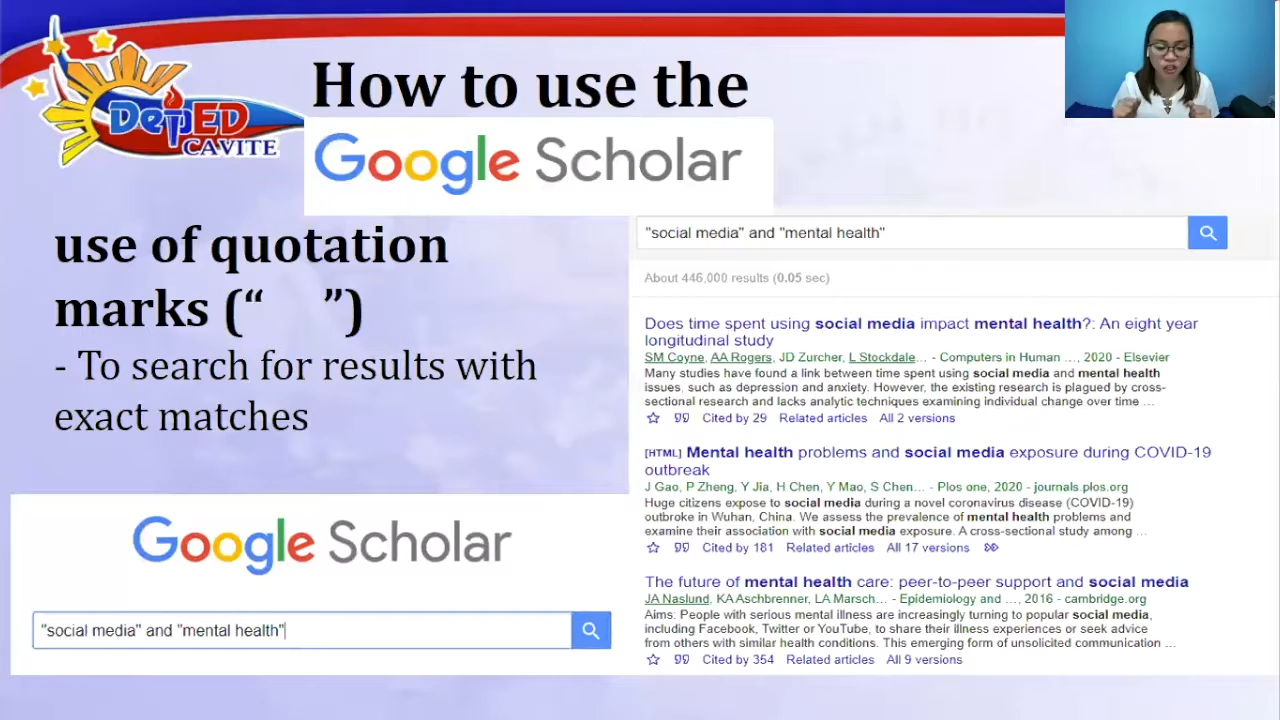 How to use the
DepED
CAVITE
Google Scholar
use of quotation
marks (“ ”)
- To search for results with
exact matches
Google Scholar
"social media" and "mental health"
"social media" and "mental health"
About 446,000 results (0.05 sec)
Does time spent using social media impact mental health?: An eight year
longitudinal study
SM Coyne, AA Rogers, JD Zurcher, L Stockdale… - Computers in Human …, 2020 - Elsevier
Many studies have found a link between time spent using social media and mental health
issues, such as depression and anxiety. However, the existing research is plagued by cross-
sectional research and lacks analytic techniques examining individual change over time …
Cited by 29 Related articles All 2 versions
[HTML] Mental health problems and social media exposure during COVID-19
outbreak
J Gao, P Zheng, Y Jia, H Chen, Y Mao, S Chen… - Plos one, 2020 - journals.plos.org
Huge citizens expose to social media during a novel coronavirus disease (COVID-19)
outbroke in Wuhan, China. We assess the prevalence of mental health problems and
examine their association with social media exposure. A cross-sectional study among …
Cited by 181 Related articles All 17 versions
The future of mental health care: peer-to-peer support and social media
JA Naslund, KA Aschbrenner, LA Marsch… - Epidemiology and …, 2016 - cambridge.org
Aims: People with serious mental illness are increasingly turning to popular social media,
including Facebook, Twitter or YouTube, to share their illness experiences or seek advice
from others with similar health conditions. This emerging form of unsolicited communication …
Cited by 354 Related articles All 9 versions